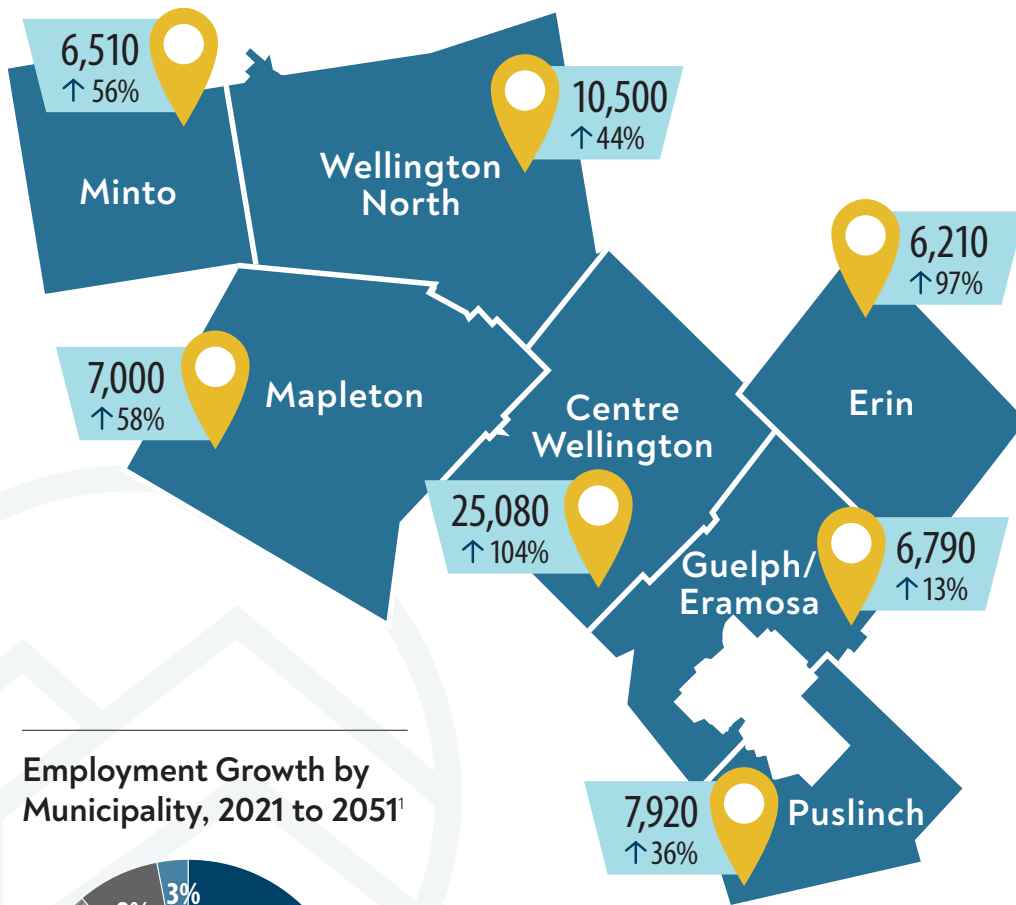 6,510
↑ 56%
10,500
↑ 44%
Minto
Wellington
North
6,210
↑ 97%
7,000
↑ 58%
Mapleton
Centre
Wellington
Erin
25,080
↑ 104%
6,790
↑ 13%
Guelph/
Eramosa
Employment Growth by
Municipality, 2021 to 2051¹
7,920
↑ 36%
Puslinch
3%